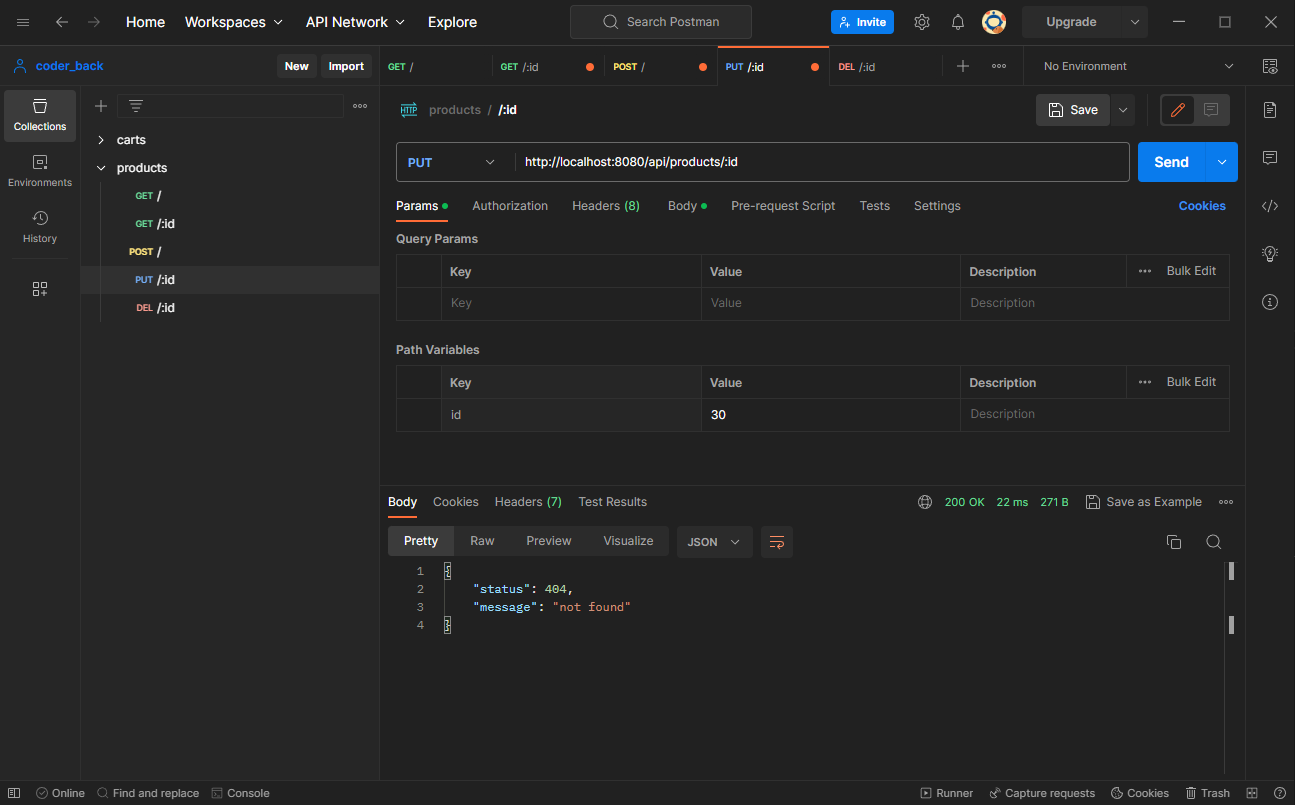 Home Workspaces API Network Explore Search Postman Invite Upgrade
coder_back New Import GET / GET /:id POST / PUT /:id DEL /:id No Environment
Collections
Environments
History
carts
products
GET /
GET /:id
POST /
PUT /:id
DEL /:id
HTTP products / /:id Save
PUT http://localhost:8080/api/products/:id Send
Params Authorization Headers (8) Body Pre-request Script Tests Settings Cookies
Query Params
Key Value Description Bulk Edit
Key Value Description
Path Variables
Key Value Description Bulk Edit
id 30 Description
Body Cookies Headers (7) Test Results 200 OK 22 ms 271 B Save as Example
Pretty Raw Preview Visualize JSON
1 {
2 "status": 404,
3 "message": "not found"
4 }
Online Find and replace Console Runner Capture requests Cookies Trash